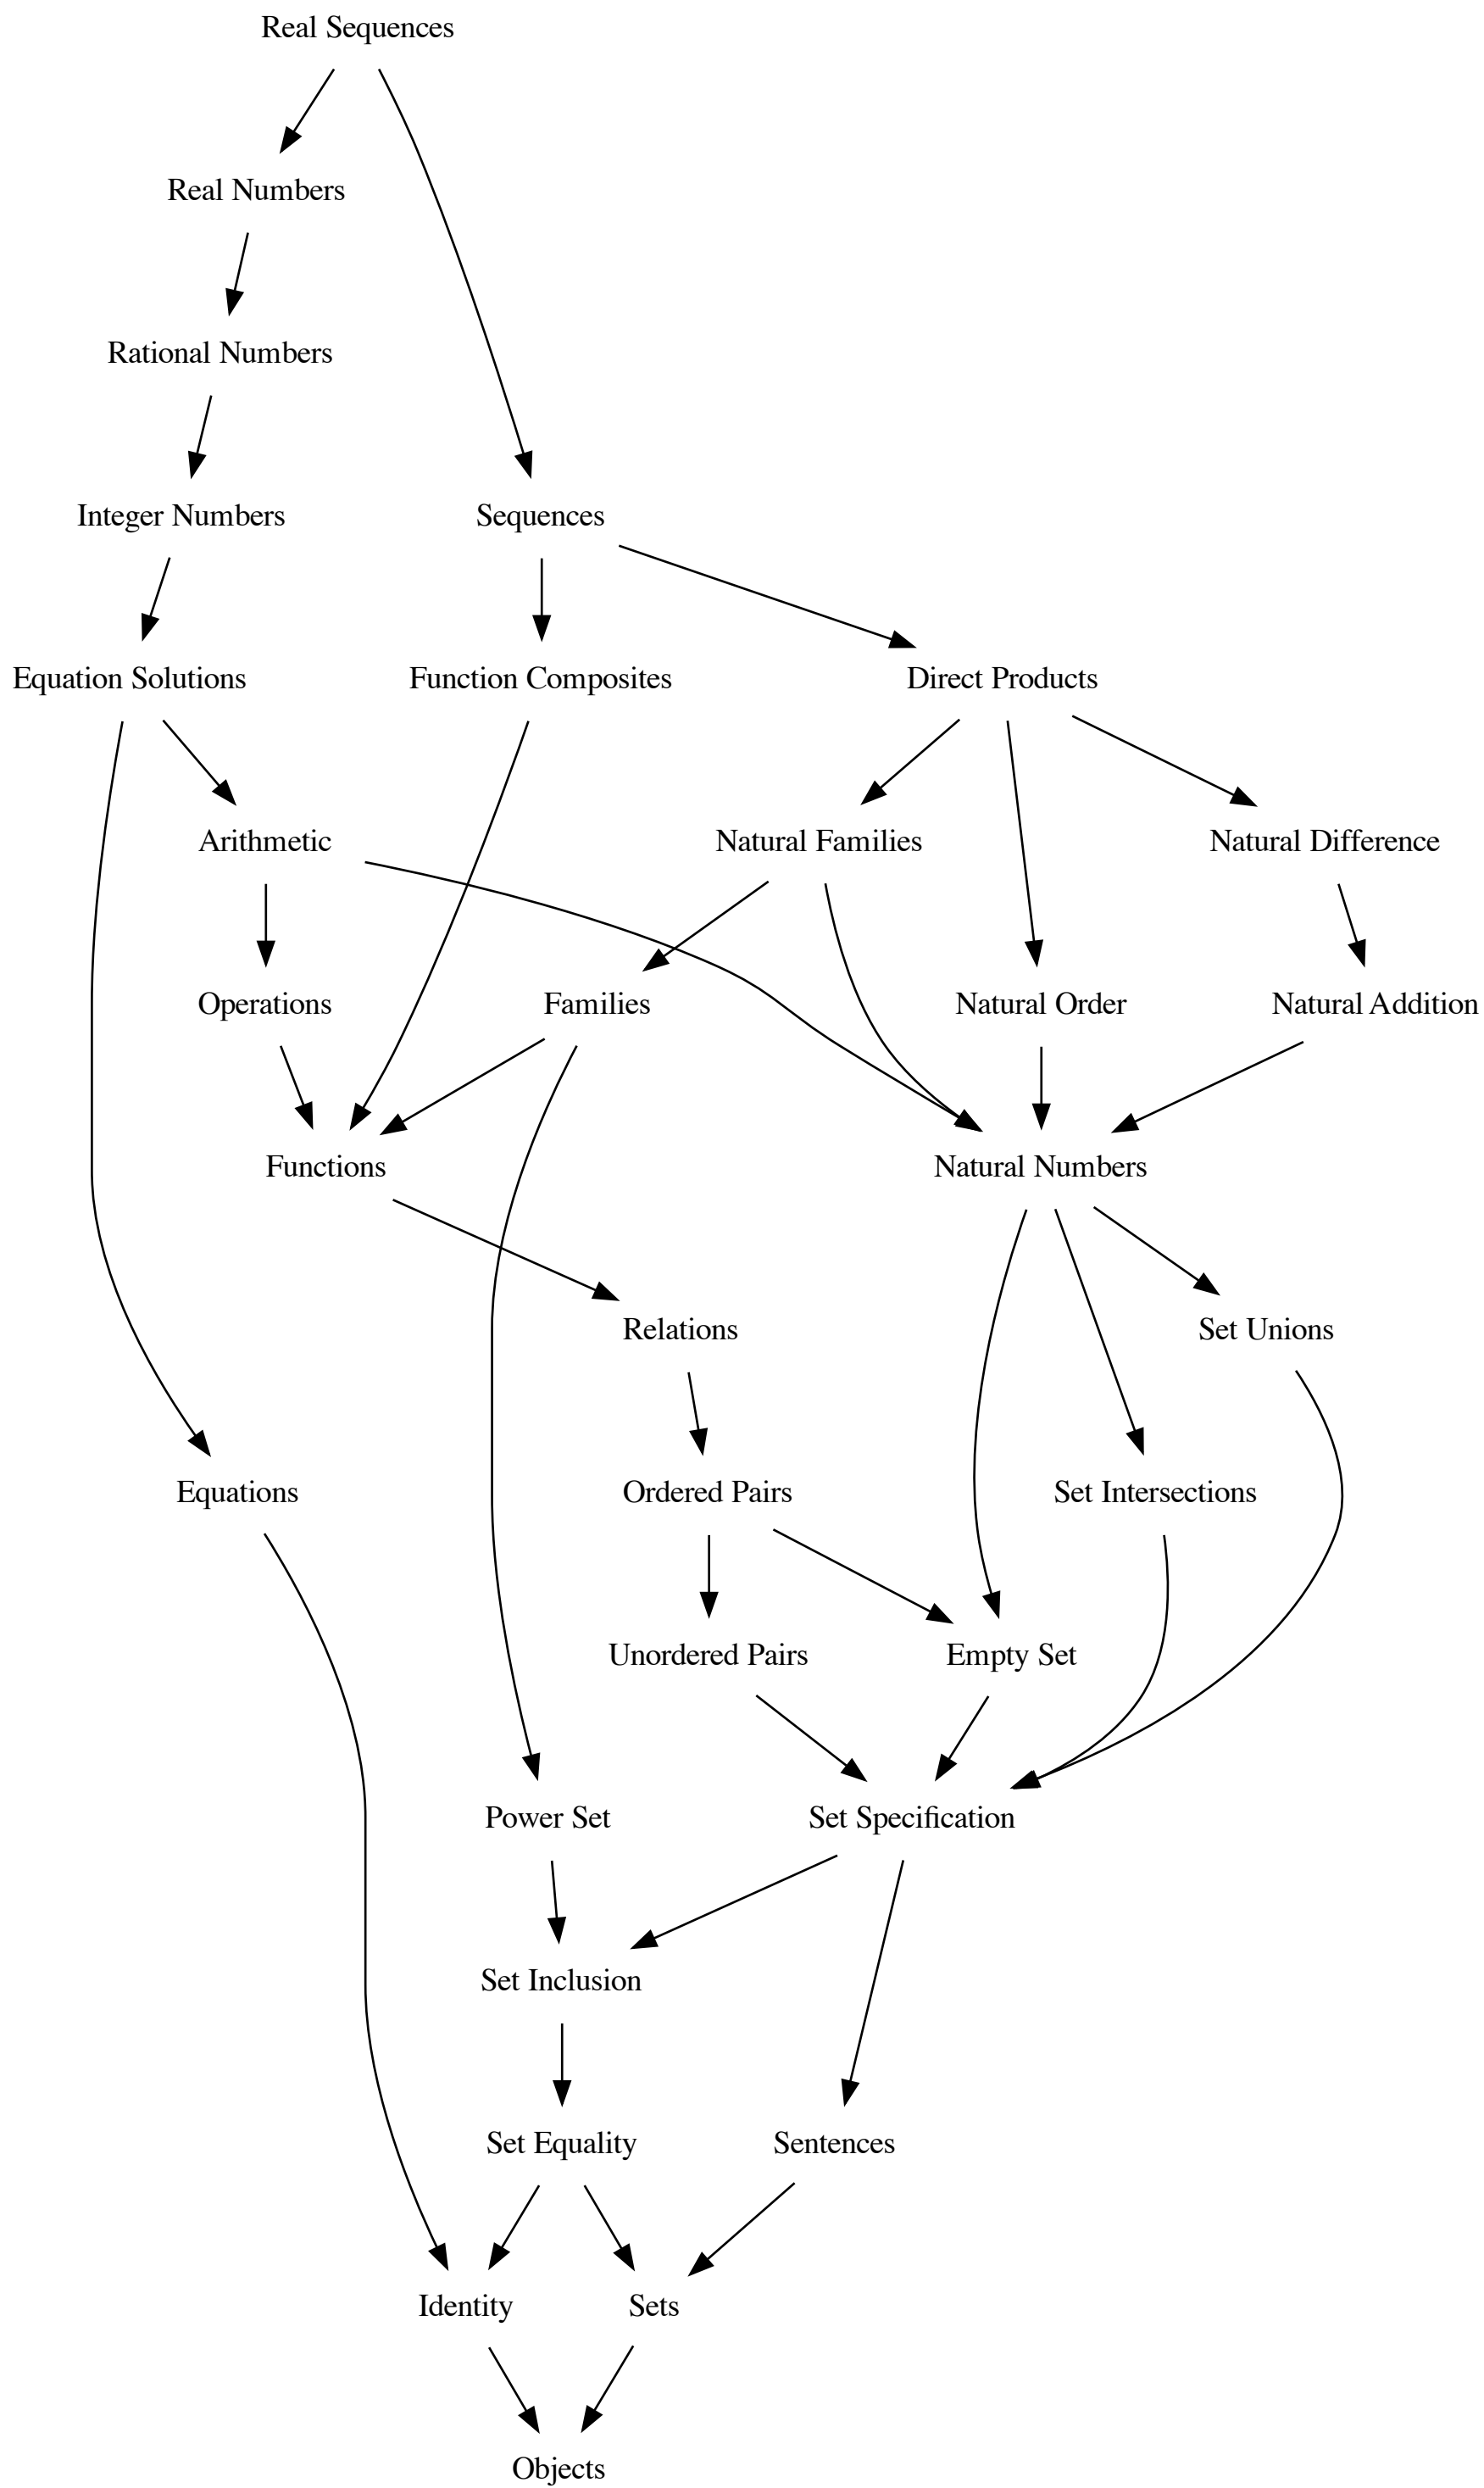 Real Sequences
Real Numbers
Rational Numbers
Integer Numbers
Sequences
Equation Solutions
Function Composites
Direct Products
Arithmetic
Natural Families
Natural Difference
Operations
Families
Natural Order
Natural Addition
Functions
Natural Numbers
Relations
Set Unions
Equations
Ordered Pairs
Set Intersections
Unordered Pairs
Empty Set
Power Set
Set Specification
Set Inclusion
Set Equality
Sentences
Identity
Sets
Objects